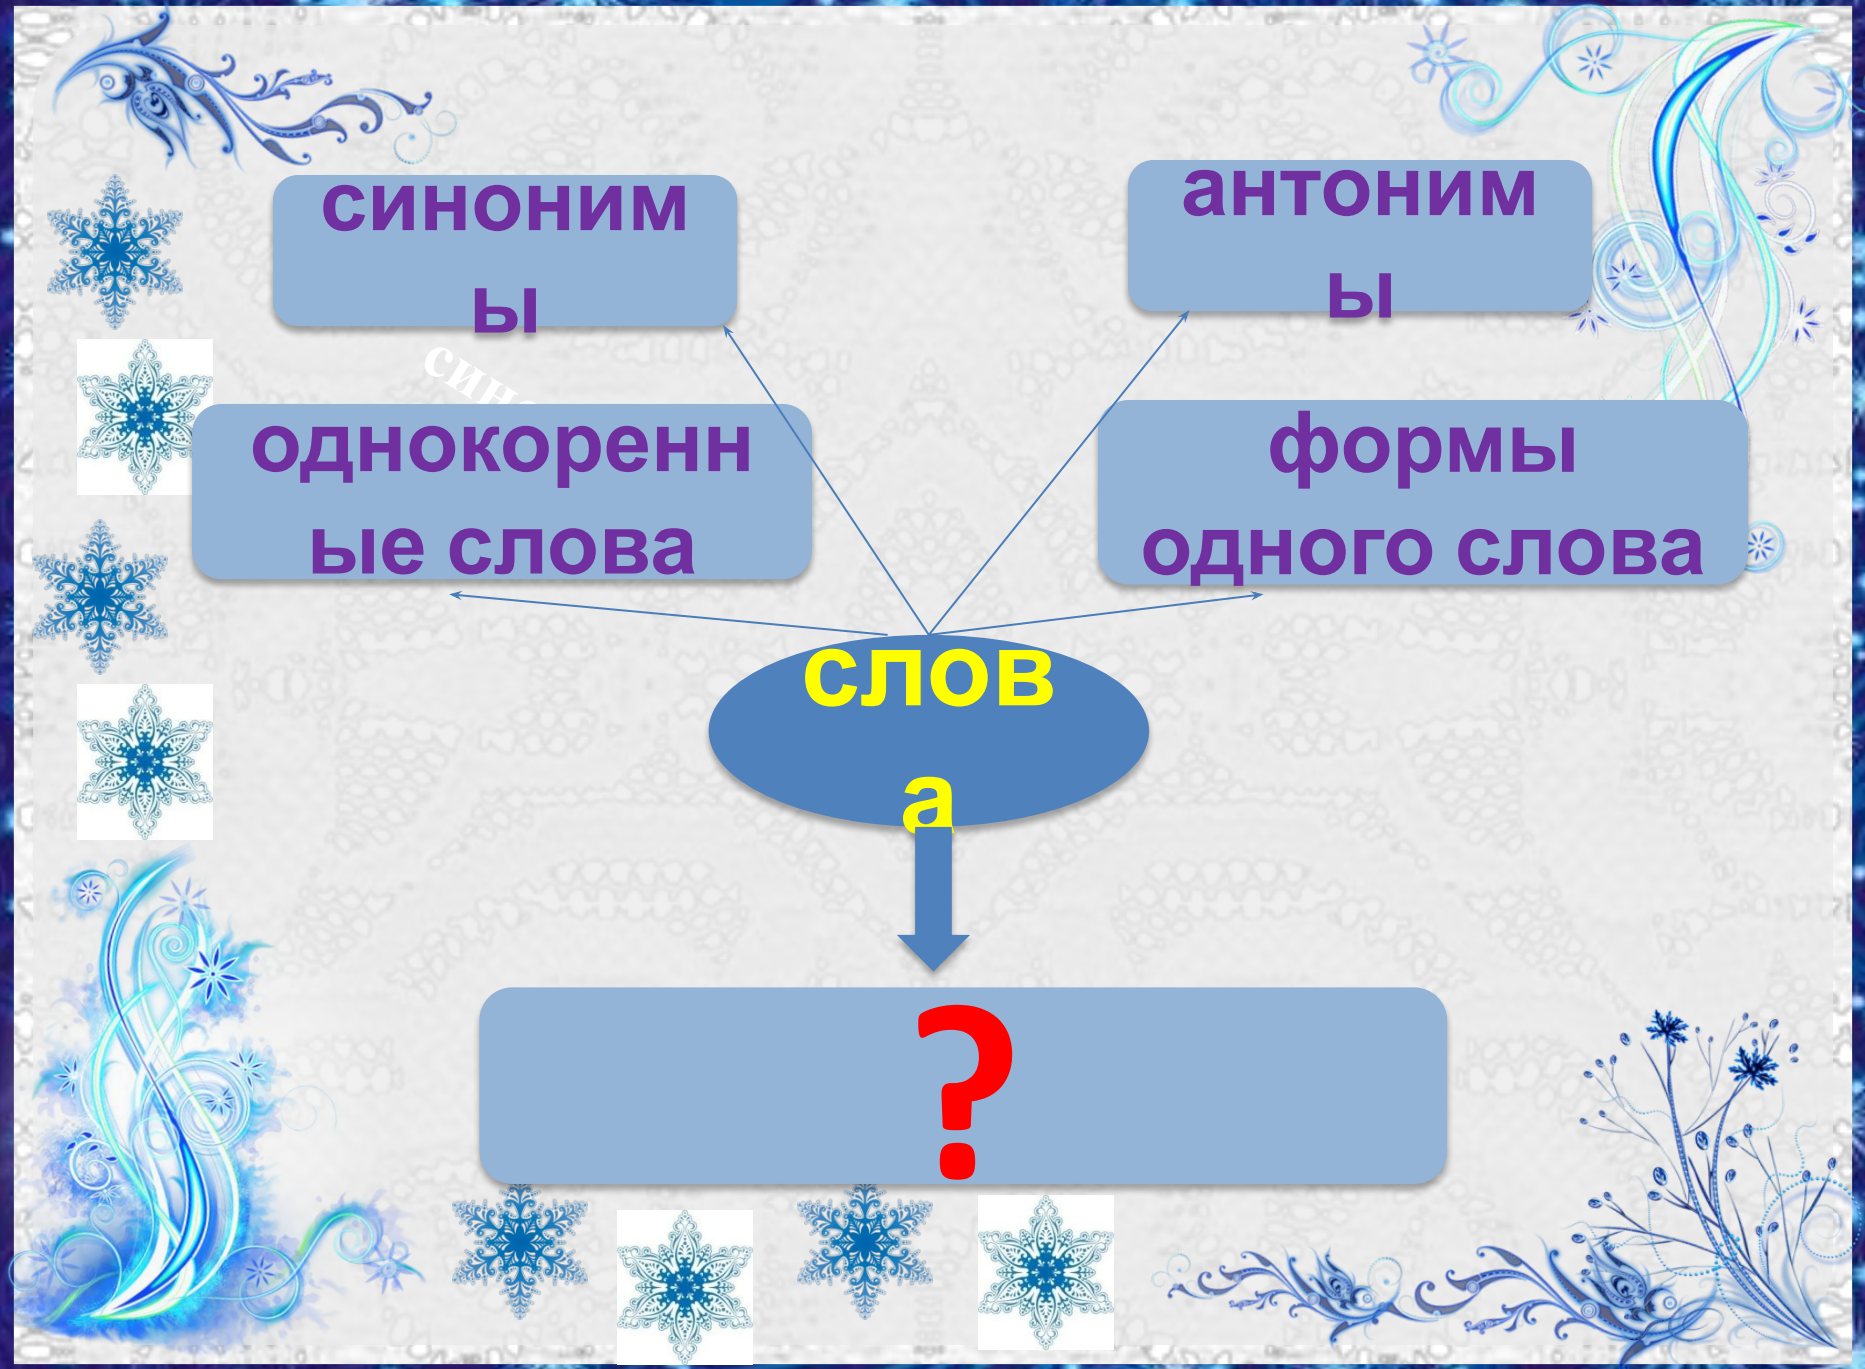 синоним
ы
антоним
ы
однокоренн
ые слова
формы
одного слова
слов
а
?